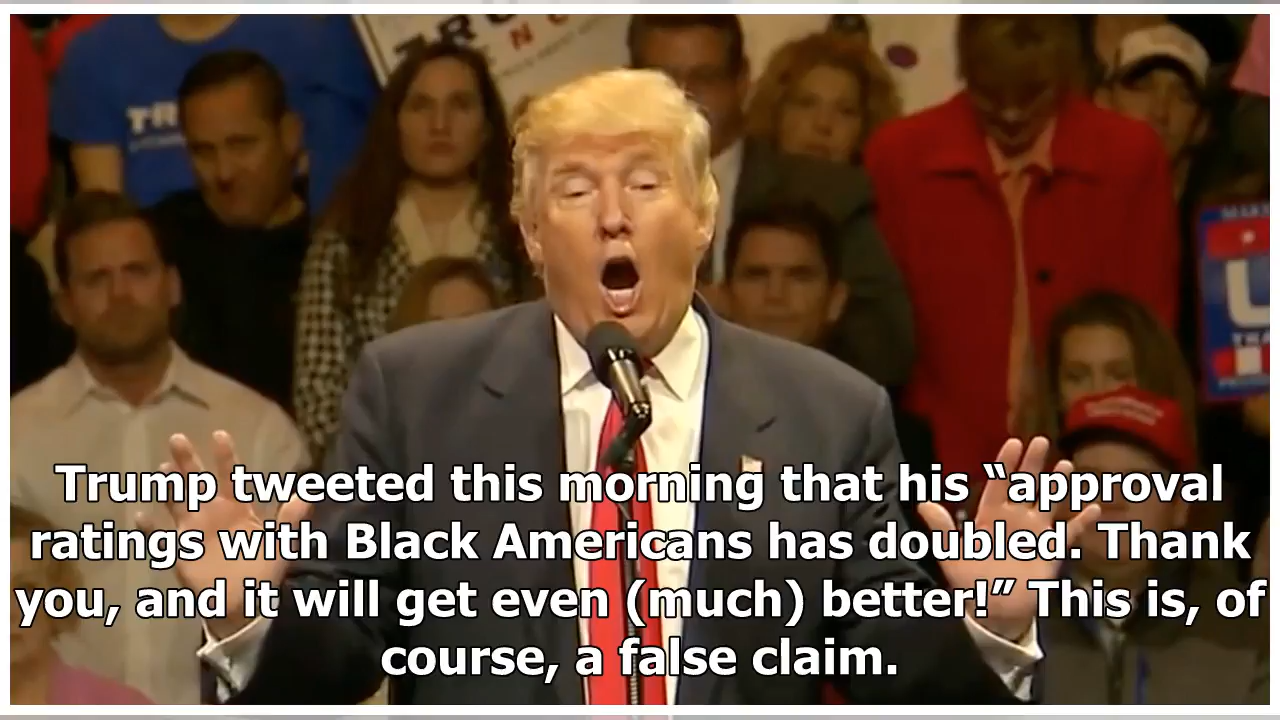 TR
Trump tweeted this morning that his “approval
ratings with Black Americans has doubled. Thank
you, and it will get even (much) better!” This is, of
course, a false claim.